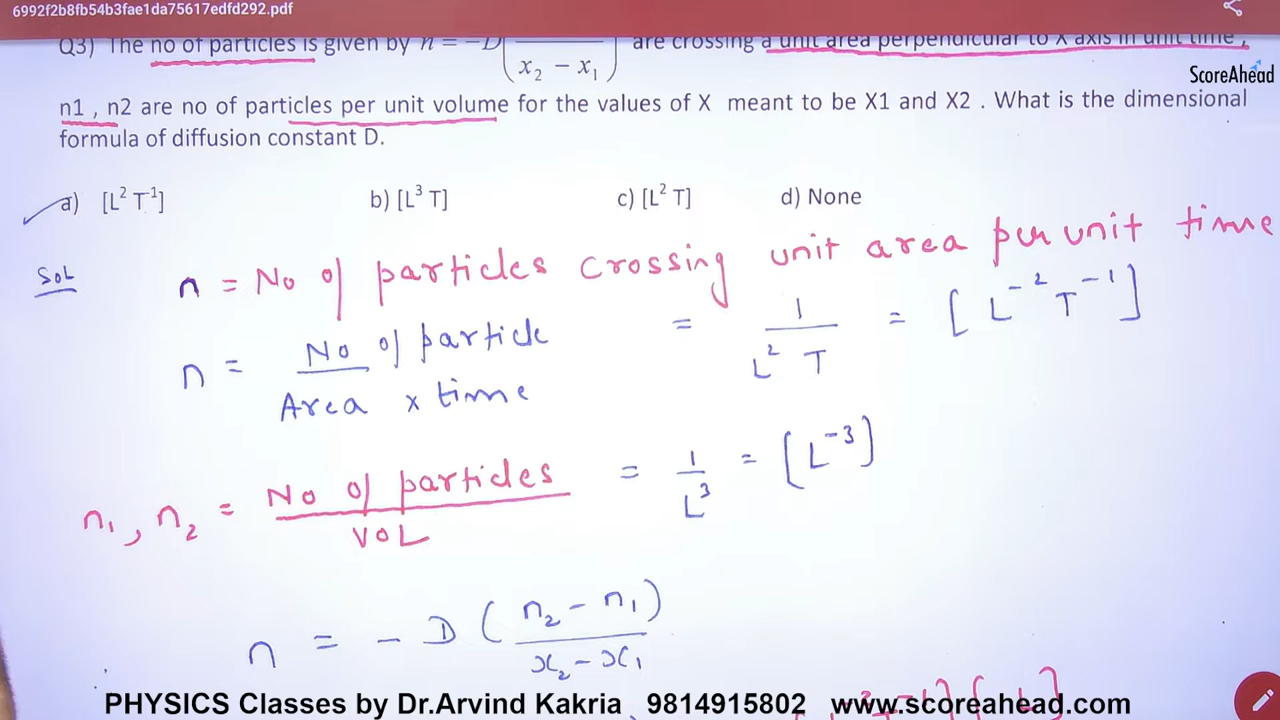 6992f2b8fb54b3fae1da75617edfd292.pdf
Q3) The no of particles is given by n = −D( / x₂ − x₁ ) are crossing a unit area perpendicular to X axis in unit time ,
ScoreAhead
n1 , n2 are no of particles per unit volume for the values of X meant to be X1 and X2 . What is the dimensional
formula of diffusion constant D.
a) [L² T⁻¹] b) [L³ T] c) [L² T] d) None
Sol
n = No of particles crossing unit area per unit time
n = No of particle / Area x time = 1 / L² T = [L⁻² T⁻¹]
n₁, n₂ = No of particles / VOL = 1 / L³ = [L⁻³]
n = − D ( n₂ − n₁ / x₂ − x₁ )
PHYSICS Classes by Dr.Arvind Kakria 9814915802 www.scoreahead.com